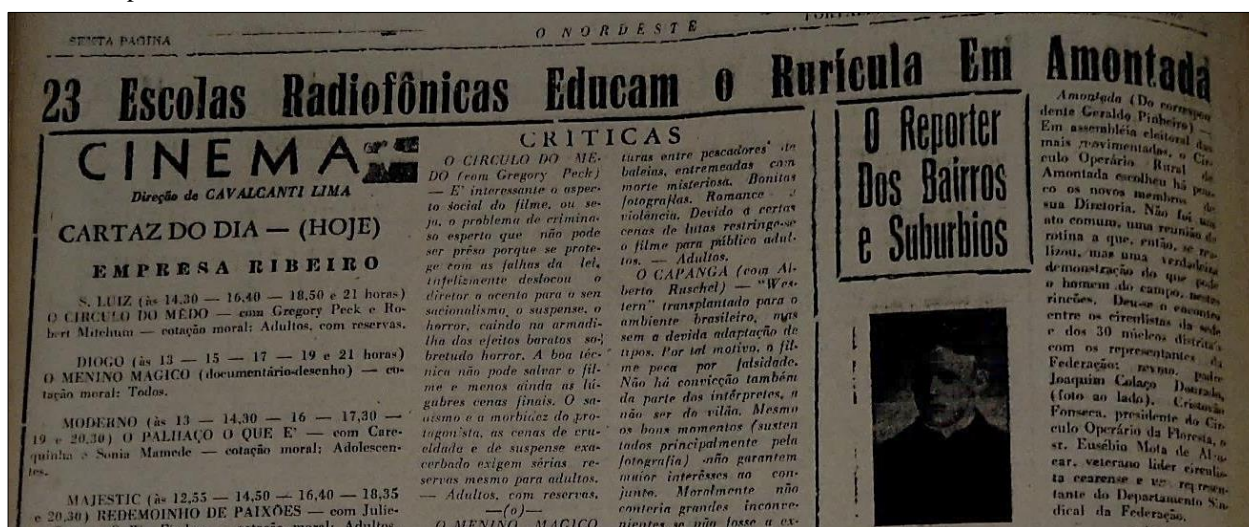 SEXTA PAGINA
O NORDESTE
23 Escolas Radiofônicas Educam o Rurícula Em Amontada
CINEMA
Direção de CAVALCANTI LIMA
CARTAZ DO DIA — (HOJE)
EMPRESA RIBEIRO
S. LUIZ (às 14.30 — 16,40 — 18.50 e 21 horas)
O CIRCULO DO MÊDO — com Gregory Peck e Ro-
bert Mitchum — cotação moral: Adultos, com reservas.
DIOGO (às 13 — 15 — 17 — 19 e 21 horas)
O MENINO MAGICO (documentário-desenho) — co-
tação moral: Todos.
MODERNO (às 13 — 14,30 — 16 — 17,30 —
19 e 20.30) O PALHAÇO O QUE E' — com Care-
quinha e Sonia Mamede — cotação moral; Adolescen-
tes.
MAJESTIC (às 12,55 — 14,50 — 16,40 — 18,35
e 20,30) REDEMOINHO DE PAIXÕES — com Julie-
moral: Adultos
CRITICAS
O CIRCULO DO ME-
DO (com Gregory Peck)
— E' interessante o aspec-
to social do filme, ou se-
ja, o problema de crimino-
so esperto que não pode
ser prêso porque se prote-
ge com as falhas da lei,
infelizmente deslocou o
diretor o acento para o sen
sacionalismo, o suspense, o
horror, caindo na armadi-
lha dos efeitos baratos so-
bretudo horror. A boa téc-
nica não pode salvar o fil-
me e menos ainda as lú-
gubres cenas finais. O sa-
dismo e a morbidez do pro-
tagonista, as cenas de cru-
eldade e de suspense exa-
cerbado exigem sérias re-
servas mesmo para adultos.
— Adultos, com reservas.
—(o)—
O MENINO MAGICO
turas entre pescadores de
baleias, entremeadas com
morte misteriosa. Bonitas
fotografias. Romance e
violência. Devido a certas
cenas de lutas restringe-se
o filme para público adul-
tos. — Adultos.
O CAPANGA (com Al-
berto Ruschel) — "Wes-
tern" transplantado para o
ambiente brasileiro, mas
sem a devida adaptação de
tipos. Por tal motivo, o fil-
me peca por falsidade.
Não há convicção também
da parte dos intérpretes, a
não ser do vilão. Mesmo
os bons momentos (susten
tados principalmente pela
fotografia) não garantem
maior interêsse ao con-
junto. Moralmente não
conteria grandes inconve-
nientes se não fosse a ex-
O Reporter
Dos Bairros
e Suburbios
Amontada (Do correspon
dente Geraldo Pinheiro) —
Em assembléia eleitoral das
mais movimentadas, o Cír-
culo Operário Rural de
Amontada escolheu há pou-
co os novos membros de
sua Diretoria. Não foi um
ato comum, uma reunião de
rotina a que, então, se rea-
lizou, mas uma verdadeira
demonstração do que pode
o homem do campo, nestes
rincões. Deu-se o encontro
entre os circulistas da sede
e dos 30 núcleos distritais
com os representantes da
Federação: revmo. padre
Joaquim Colaço Dourado,
(foto ao lado). Cristovão
Fonseca, presidente do Cír-
culo Operário da Floresta, o
sr. Eusébio Mota de Alen-
car, veterano líder circulis-
ta cearense e represen-
tante do Departamento Sin-
dical da Federação.